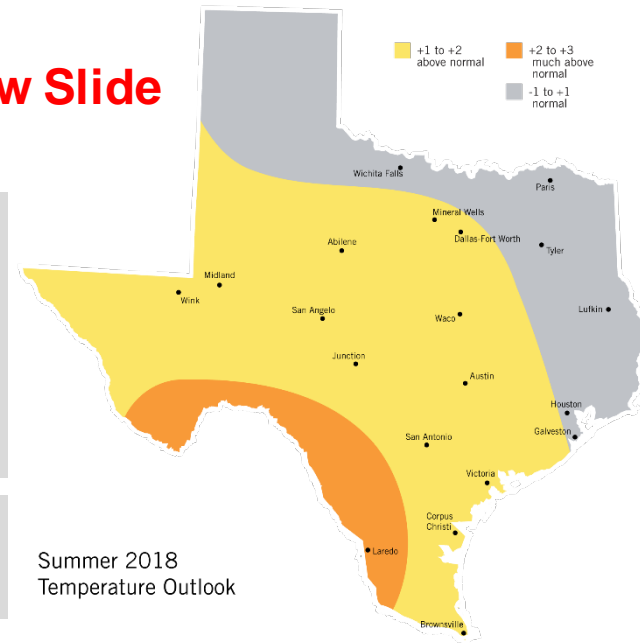 w Slide
+1 to +2
above normal
+2 to +3
much above
normal
-1 to +1
normal
Wichita Falls
Paris
Mineral Wells
Dallas-Fort Worth
Abilene
Tyler
Midland
Wink
San Angelo
Waco
Lufkin
Junction
Austin
Houston
Galveston
San Antonio
Victoria
Corpus
Christi
Laredo
Brownsville
Summer 2018
Temperature Outlook